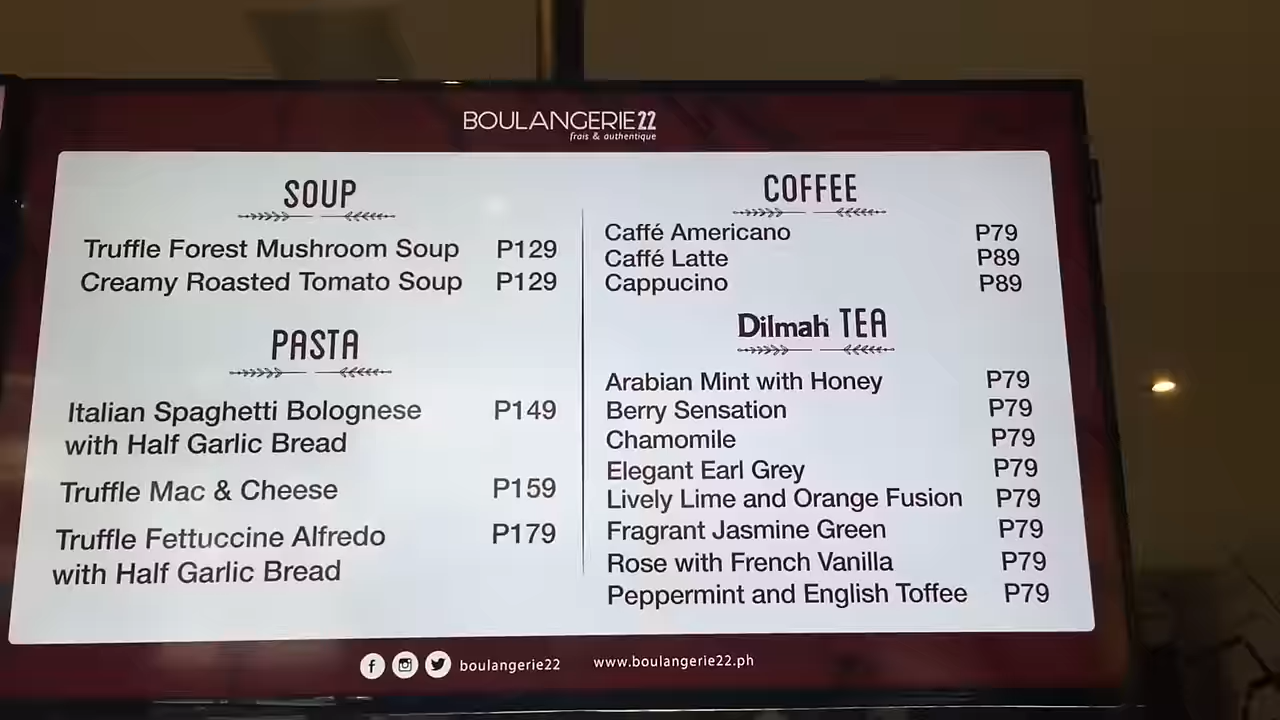 BOULANGERIE22
frais & authentique
SOUP
Truffle Forest Mushroom Soup P129
Creamy Roasted Tomato Soup P129
PASTA
Italian Spaghetti Bolognese P149
with Half Garlic Bread
Truffle Mac & Cheese P159
Truffle Fettuccine Alfredo P179
with Half Garlic Bread
COFFEE
Caffé Americano P79
Caffé Latte P89
Cappucino P89
Dilmah TEA
Arabian Mint with Honey P79
Berry Sensation P79
Chamomile P79
Elegant Earl Grey P79
Lively Lime and Orange Fusion P79
Fragrant Jasmine Green P79
Rose with French Vanilla P79
Peppermint and English Toffee P79
boulangerie22 www.boulangerie22.ph